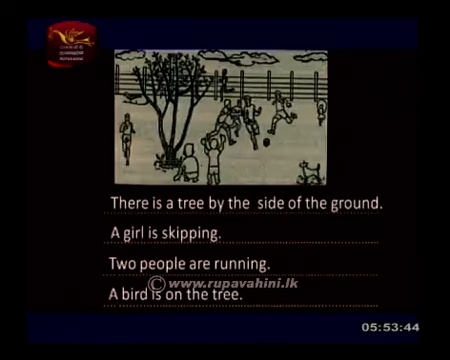 There is a tree by the side of the ground.
A girl is skipping.
Two people are running.
© www.rupavahini.lk
A bird is on the tree.
05:53:44